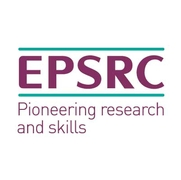 EPSRC
Pioneering research
and skills